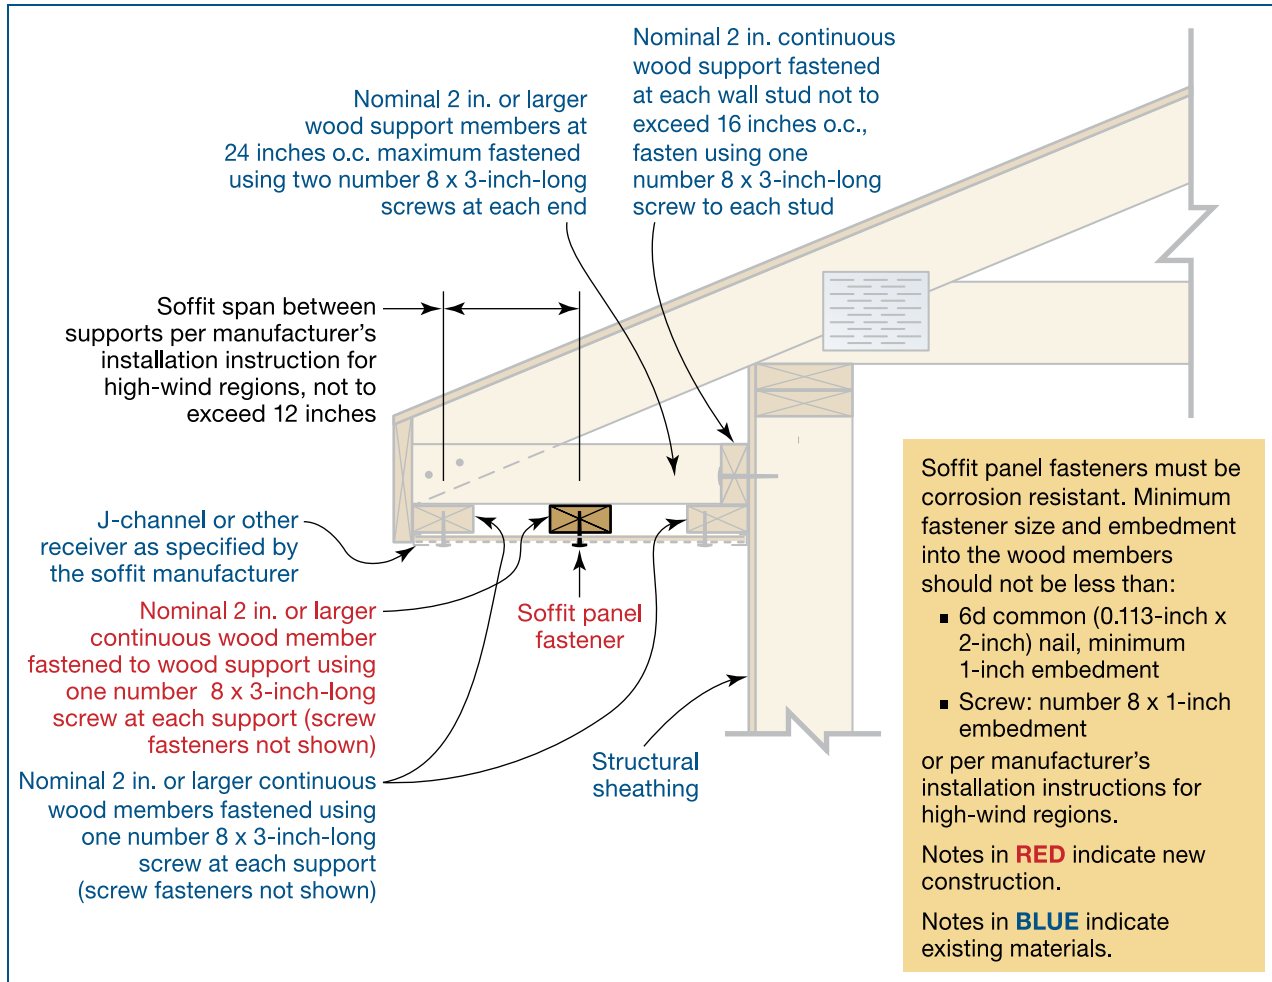 Nominal 2 in. continuous
wood support fastened
at each wall stud not to
exceed 16 inches o.c.,
fasten using one
number 8 x 3-inch-long
screw to each stud
Nominal 2 in. or larger
wood support members at
24 inches o.c. maximum fastened
using two number 8 x 3-inch-long
screws at each end
Soffit span between
supports per manufacturer's
installation instruction for
high-wind regions, not to
exceed 12 inches
J-channel or other
receiver as specified by
the soffit manufacturer
Nominal 2 in. or larger
continuous wood member
fastened to wood support using
one number 8 x 3-inch-long
screw at each support (screw
fasteners not shown)
Soffit panel
fastener
Nominal 2 in. or larger continuous
wood members fastened using
one number 8 x 3-inch-long
screw at each support
(screw fasteners not shown)
Structural
sheathing
Soffit panel fasteners must be
corrosion resistant. Minimum
fastener size and embedment
into the wood members
should not be less than:
▪ 6d common (0.113-inch x
2-inch) nail, minimum
1-inch embedment
▪ Screw: number 8 x 1-inch
embedment
or per manufacturer's
installation instructions for
high-wind regions.
Notes in RED indicate new
construction.
Notes in BLUE indicate
existing materials.